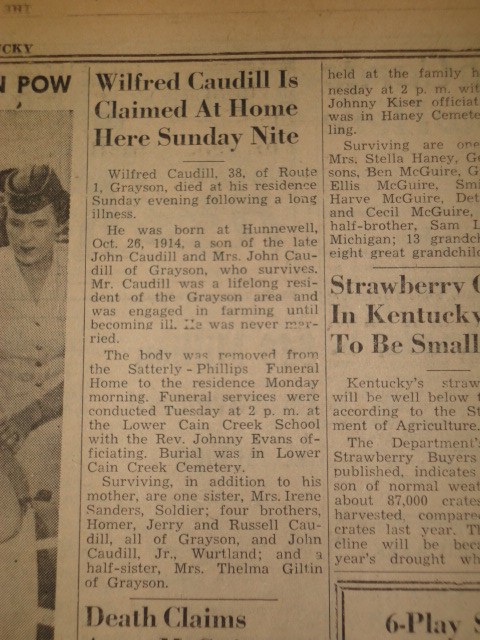 THT
CKY
N POW
Wilfred Caudill Is
Claimed At Home
Here Sunday Nite
Wilfred Caudill, 38, of Route
1, Grayson, died at his residence
Sunday evening following a long
illness.
He was born at Hunnewell,
Oct. 26, 1914, a son of the late
John Caudill and Mrs. John Cau-
dill of Grayson, who survives.
Mr. Caudill was a lifelong resi-
dent of the Grayson area and
was engaged in farming until
becoming ill. He was never mar-
ried.
The body was removed from
the Satterly-Phillips Funeral
Home to the residence Monday
morning. Funeral services were
conducted Tuesday at 2 p. m. at
the Lower Cain Creek School
with the Rev. Johnny Evans of-
ficiating. Burial was in Lower
Cain Creek Cemetery.
Surviving, in addition to his
mother, are one sister, Mrs. Irene
Sanders, Soldier; four brothers,
Homer, Jerry and Russell Cau-
dill, all of Grayson, and John
Caudill, Jr., Wurtland; and a
half-sister, Mrs. Thelma Giltin
of Grayson.
Death Claims
held at the family h
nesday at 2 p. m. wit
Johnny Kiser officiat
was in Haney Cemete
ling.
Surviving are one
Mrs. Stella Haney, Ge
sons, Ben McGuire, G
Ellis McGuire, Smi
Harve McGuire, Det
and Cecil McGuire,
half-brother, Sam L
Michigan; 13 grandch
eight great grandchild
Strawberry C
In Kentucky
To Be Small
Kentucky's straw
will be well below t
according to the St
ment of Agriculture.
The Department's
Strawberry Buyers
published, indicates
son of normal weat
about 87,000 crates
harvested, compare
crates last year. Th
cline will be beca
year's drought wh
6-Play S